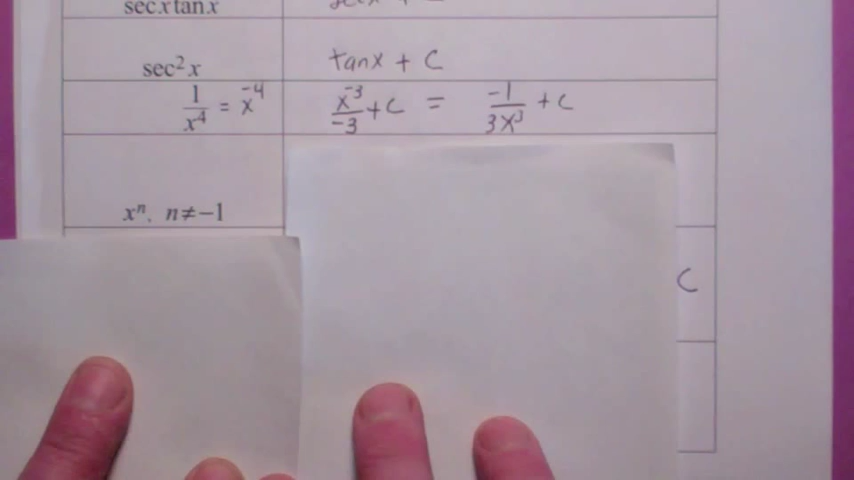 sec x tan x
sec² x tan x + C
1/x⁴ = x⁻⁴ x⁻³/-3 + C = -1/3x³ + C
xⁿ, n≠-1
C